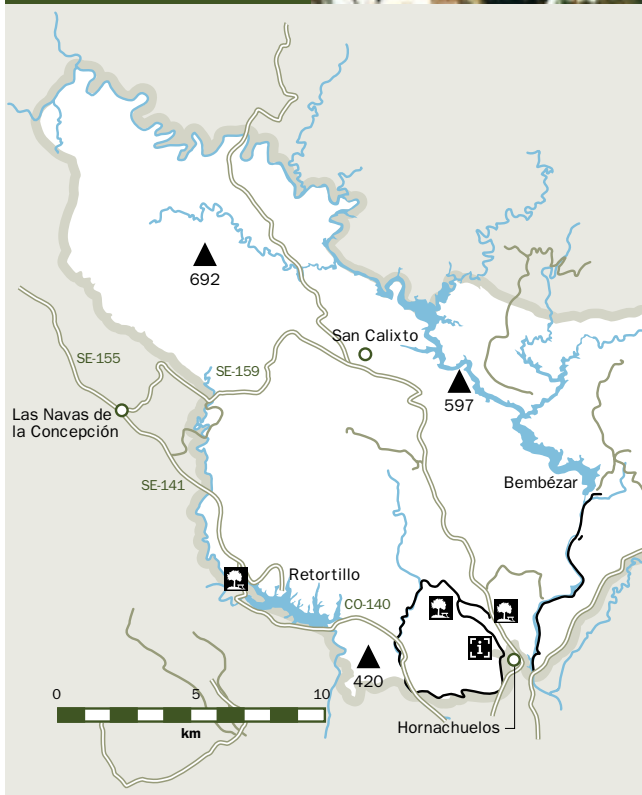 692
San Calixto
SE-155
SE-159
597
Las Navas de
la Concepción
SE-141
Bembézar
Retortillo
CO-140
420
0 5 10
km
Hornachuelos